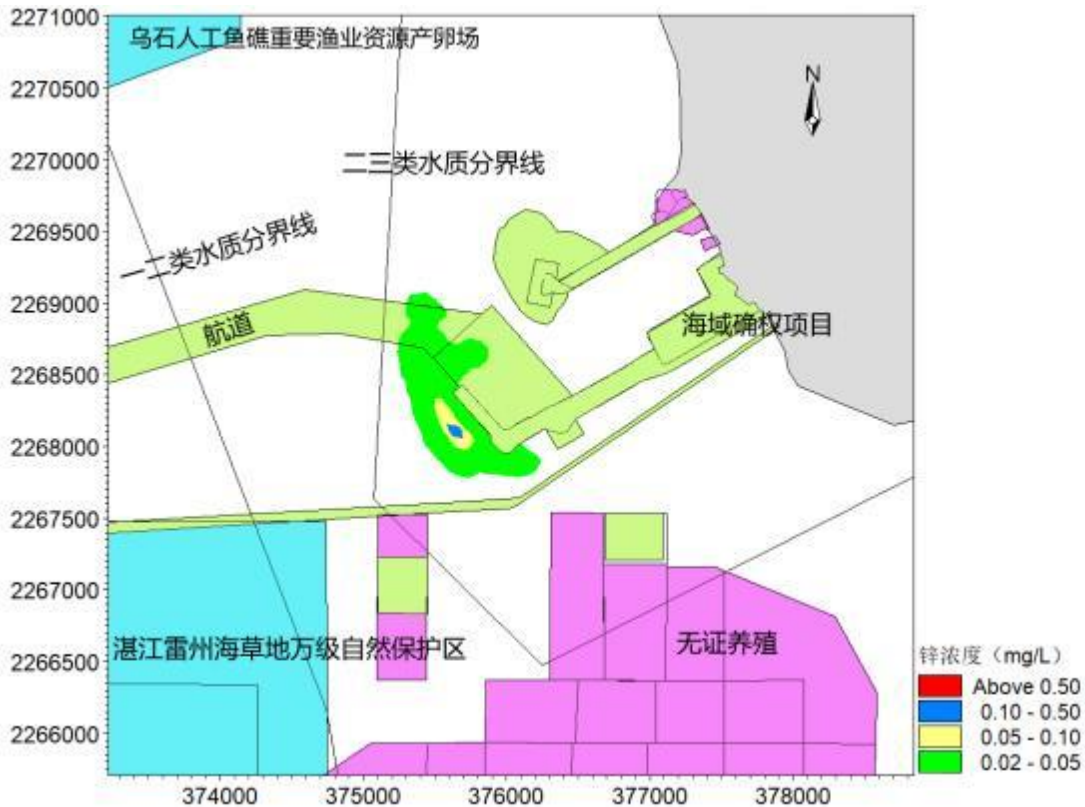 2271000
乌石人工鱼礁重要渔业资源产卵场
2270500
N
2270000
二三类水质分界线
2269500
一二类水质分界线
2269000
航道
海域确权项目
2268500
2268000
2267500
2267000
湛江雷州海草地万级自然保护区
无证养殖
2266500
锌浓度（mg/L）
Above 0.50
0.10 - 0.50
2266000
0.05 - 0.10
0.02 - 0.05
374000 375000 376000 377000 378000